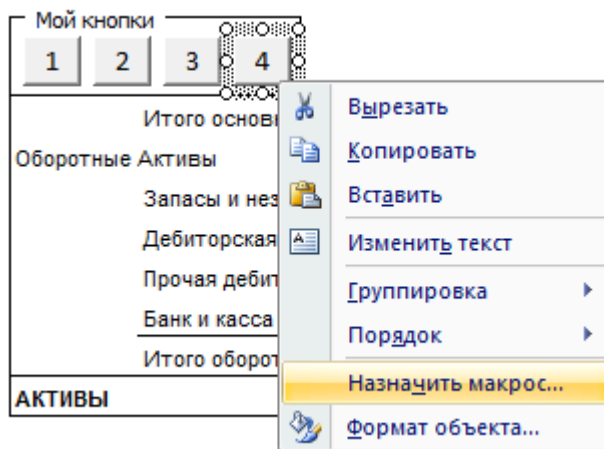 Мой кнопки
1 2 3 4
Итого основ
Оборотные Активы
Запасы и нез
Дебиторская
Прочая дебит
Банк и касса
Итого оборот
АКТИВЫ
Вырезать
Копировать
Вставить
Изменить текст
Группировка
Порядок
Назначить макрос...
Формат объекта...